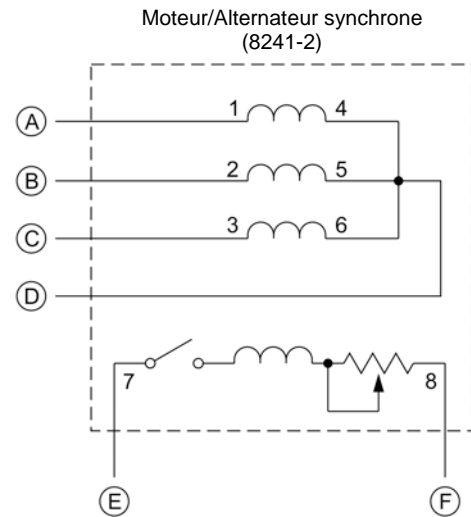 Moteur/Alternateur synchrone
(8241-2)
A 1 4
B 2 5
C 3 6
D
7 8
E F